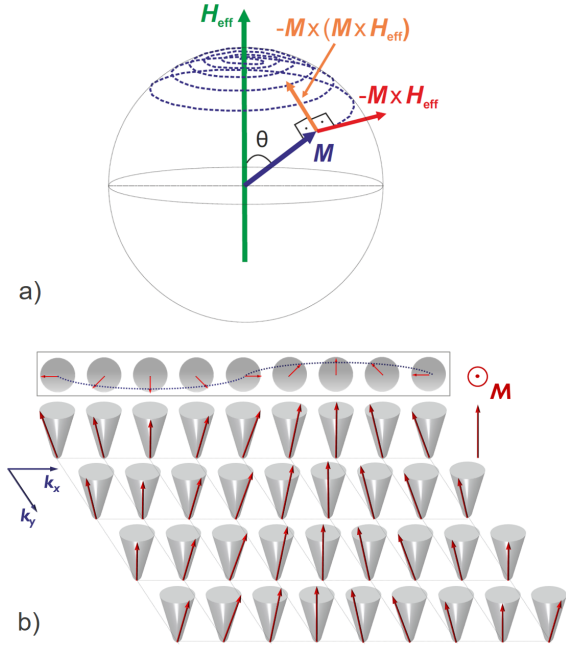 H_eff
-M x (M x H_eff)
-M x H_eff
θ
M
a)
M
k_x
k_y
b)